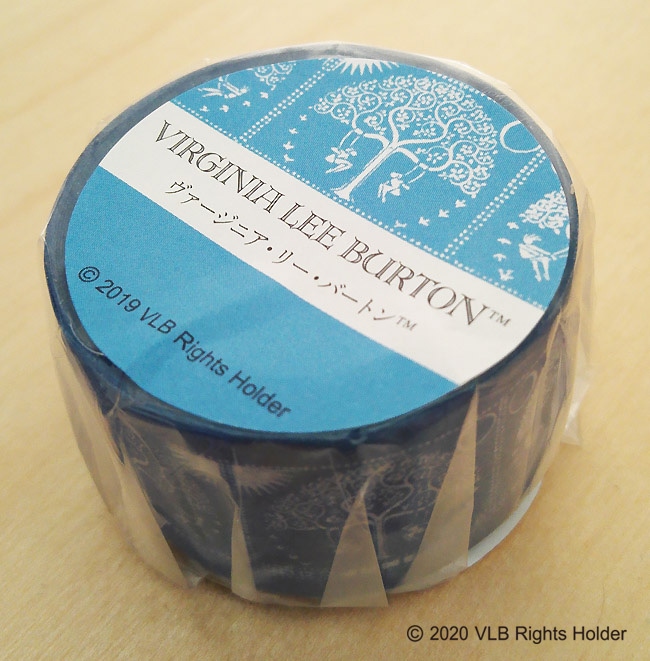 VIRGINIA LEE BURTON™
ヴァージニア・リー・バートン™
© 2019 VLB Rights Holder
© 2020 VLB Rights Holder